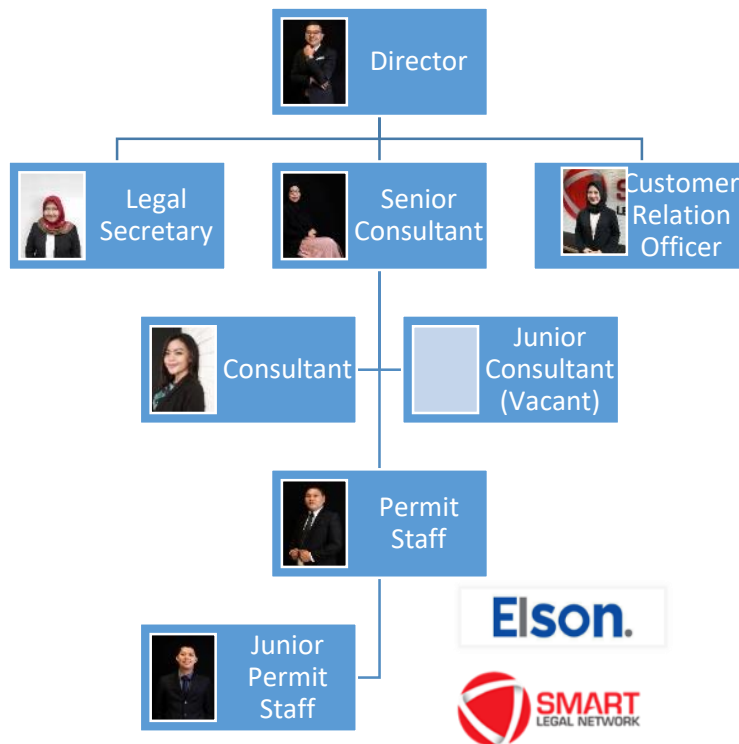 Director
Legal
Secretary
Senior
Consultant
Customer
Relation
Officer
Consultant
Junior
Consultant
(Vacant)
Permit
Staff
Junior
Permit
Staff
Elson.
SMART
LEGAL NETWORK